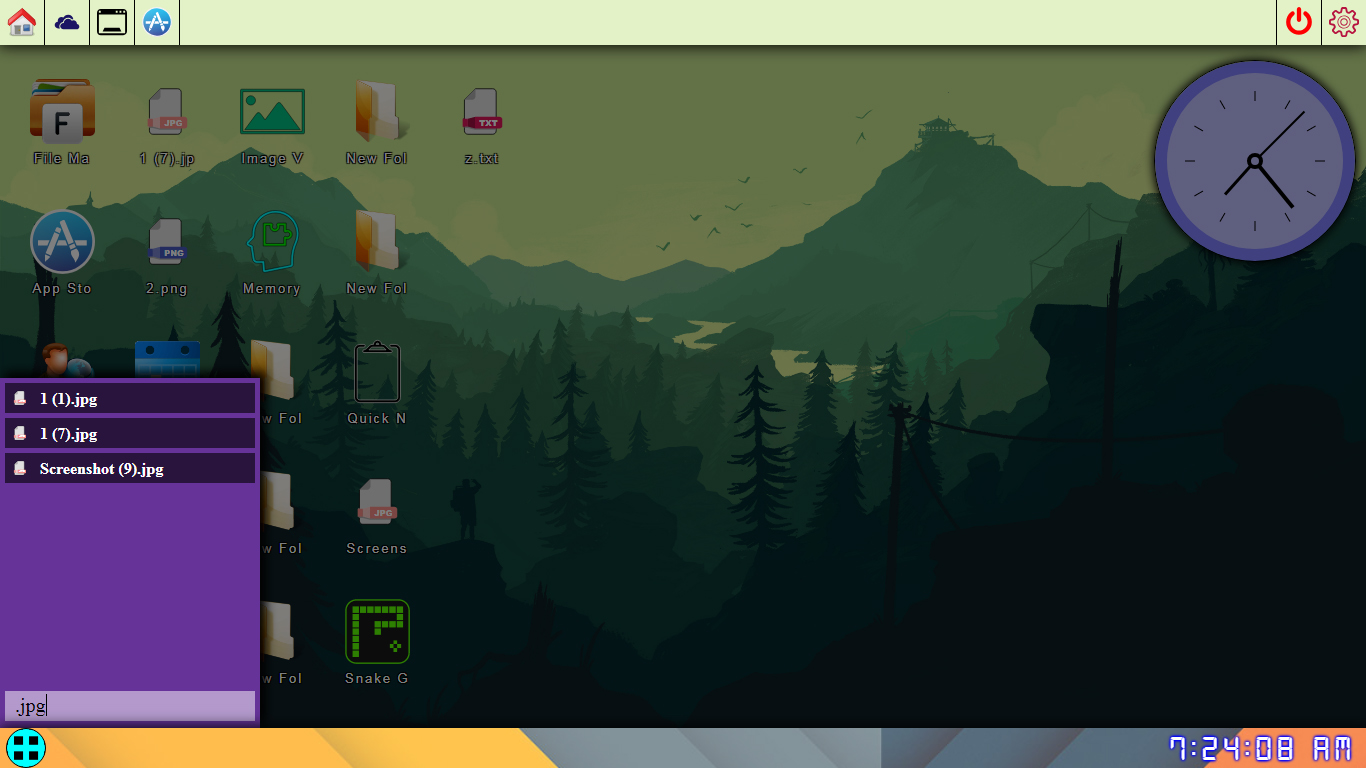 File Ma
1 (7).jp
Image V
New Fol
z.txt
JPG
TXT
F
App Sto
2.png
Memory
New Fol
PNG
w Fol
Quick N
w Fol
Screens
JPG
w Fol
Snake G
1 (1).jpg
1 (7).jpg
Screenshot (9).jpg
.jpg
7:24:08 AM